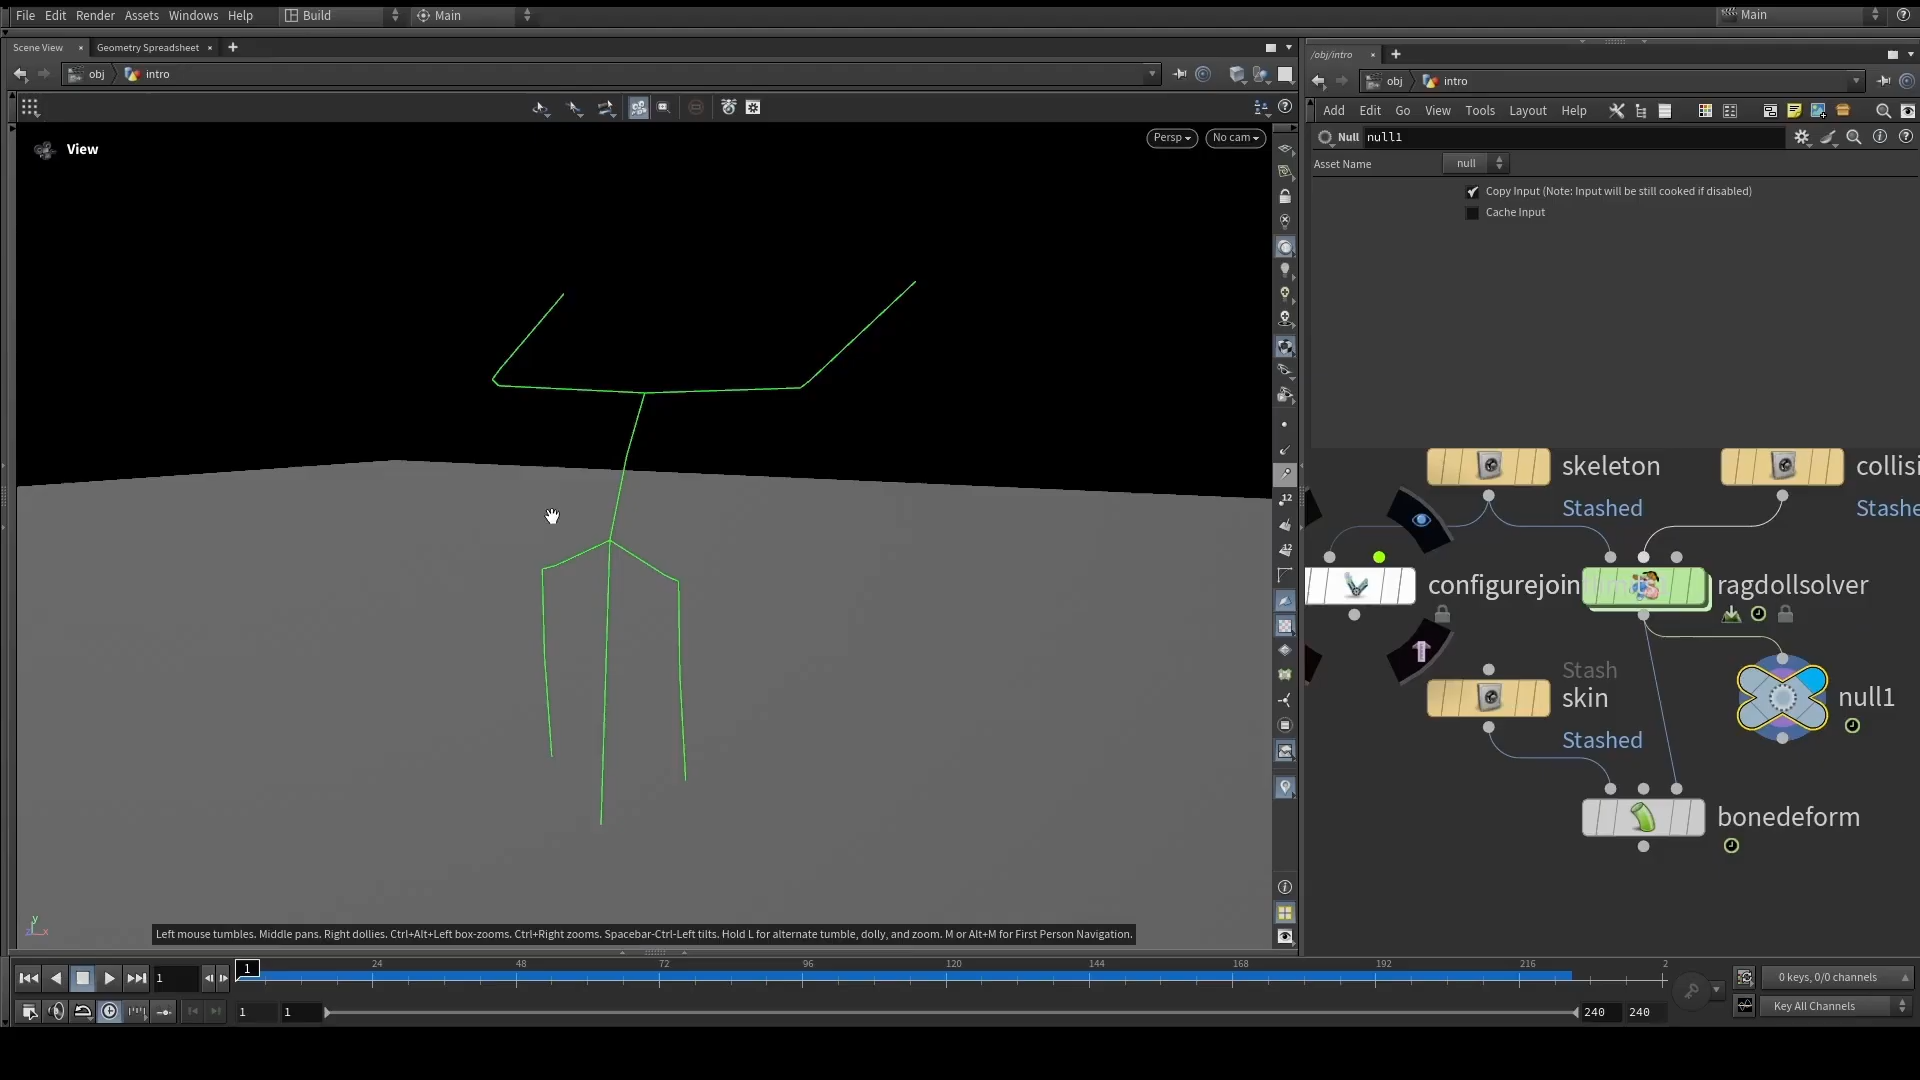 File Edit Render Assets Windows Help Build Main Main
Scene View × Geometry Spreadsheet × +
/obj/intro × +
obj intro
obj intro
Add Edit Go View Tools Layout Help
View
Persp
No cam
Null null1
Asset Name null
Copy Input (Note: Input will be still cooked if disabled)
Cache Input
skeleton
Stashed
collisi
Stashe
configurejoin
ragdollsolver
Stash
skin
Stashed
null1
bonedeform
12
12
y
x
Left mouse tumbles. Middle pans. Right dollies. Ctrl+Alt+Left box-zooms. Ctrl+Right zooms. Spacebar-Ctrl-Left tilts. Hold L for alternate tumble, dolly, and zoom. M or Alt+M for First Person Navigation.
1 1 24 48 72 96 120 144 168 192 216 2
0 keys, 0/0 channels
1 1 240 240
Key All Channels